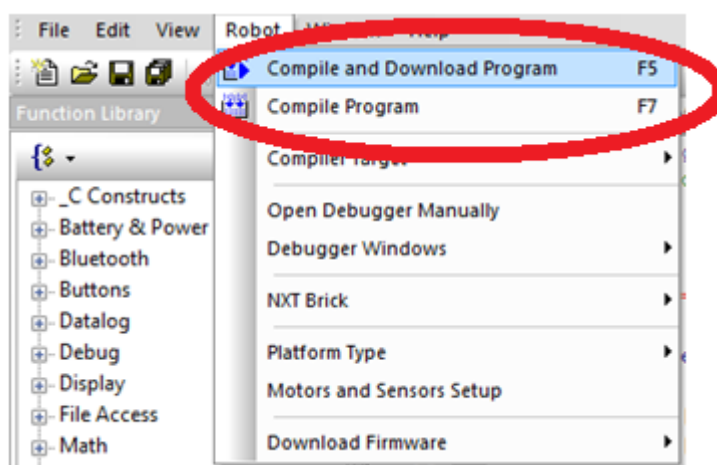 File Edit View Robot Help
Function Library
Compile and Download Program F5
Compile Program F7
Compiler Target
Open Debugger Manually
Debugger Windows
NXT Brick
Platform Type
Motors and Sensors Setup
Download Firmware
_C Constructs
Battery & Power
Bluetooth
Buttons
Datalog
Debug
Display
File Access
Math